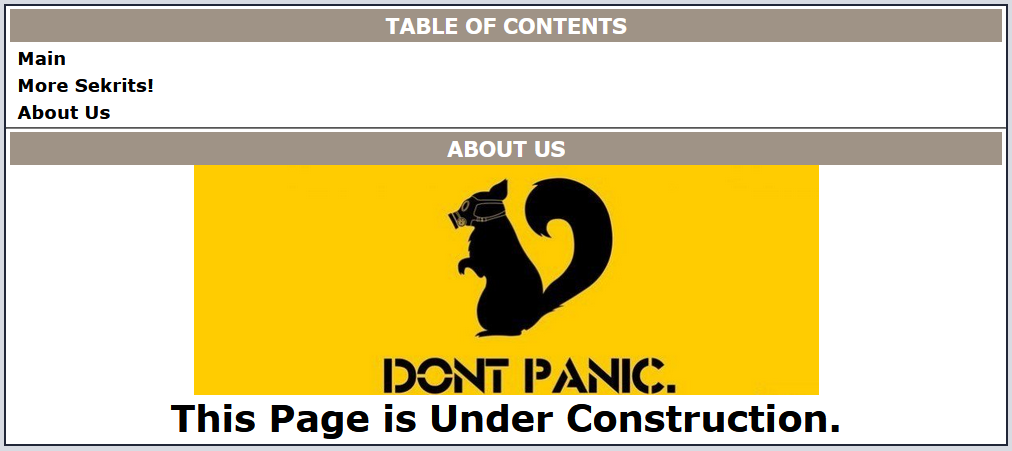 TABLE OF CONTENTS
Main
More Sekrits!
About Us
ABOUT US
DONT PANIC.
This Page is Under Construction.